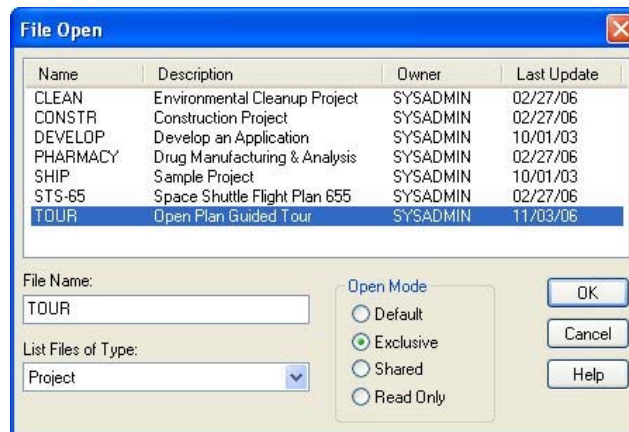 File Open
Name Description Owner Last Update
CLEAN Environmental Cleanup Project SYSADMIN 02/27/06
CONSTR Construction Project SYSADMIN 02/27/06
DEVELOP Develop an Application SYSADMIN 10/01/03
PHARMACY Drug Manufacturing & Analysis SYSADMIN 02/27/06
SHIP Sample Project SYSADMIN 10/01/03
STS-65 Space Shuttle Flight Plan 655 SYSADMIN 02/27/06
TOUR Open Plan Guided Tour SYSADMIN 11/03/06
File Name:
TOUR
List Files of Type:
Project
Open Mode
Default
Exclusive
Shared
Read Only
OK
Cancel
Help